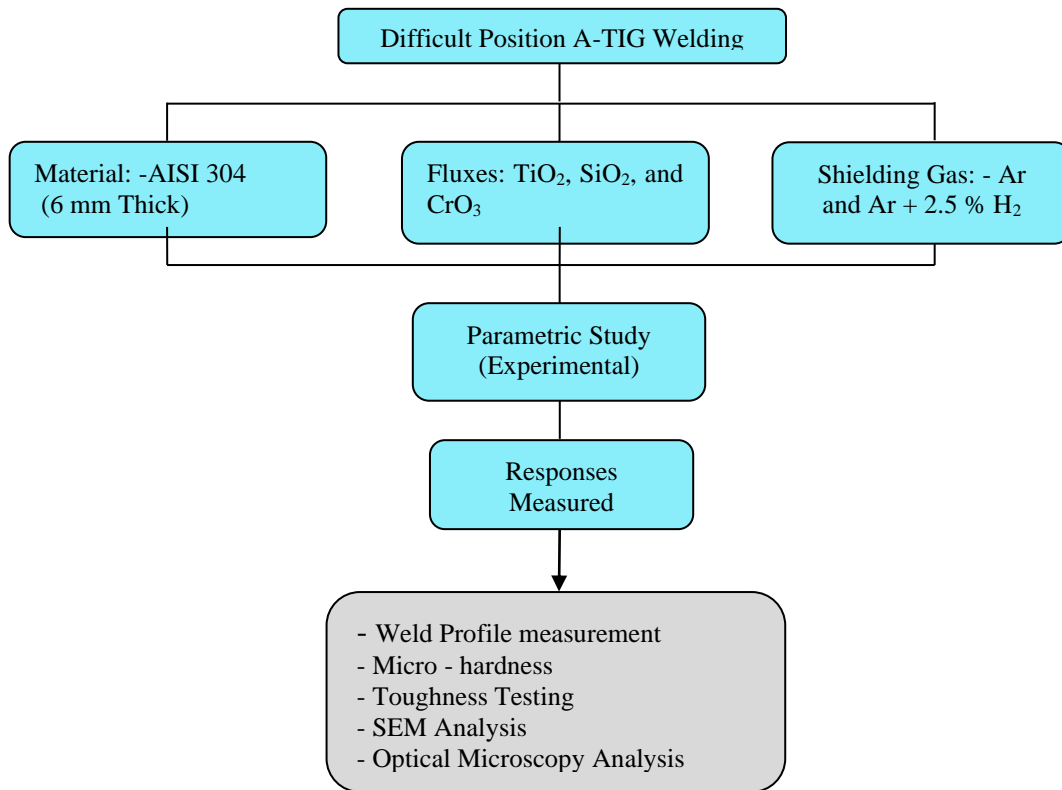 Difficult Position A-TIG Welding
Material: -AISI 304
(6 mm Thick)
Fluxes: TiO₂, SiO₂, and
CrO₃
Shielding Gas: - Ar
and Ar + 2.5 % H₂
Parametric Study
(Experimental)
Responses
Measured
- Weld Profile measurement
- Micro - hardness
- Toughness Testing
- SEM Analysis
- Optical Microscopy Analysis